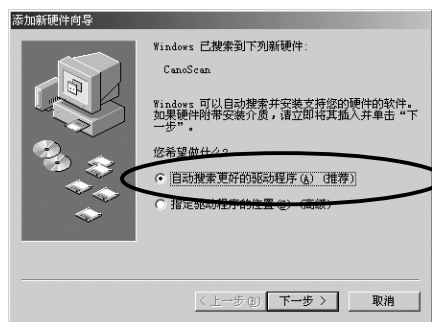 添加新硬件向导
Windows 已搜索到下列新硬件:
CanoScan
Windows 可以自动搜索并安装支持您的硬件的软件。
如果硬件附带安装介质，请立即将其插入并单击“下
一步”。
您希望做什么?
自动搜索更好的驱动程序(A) (推荐)
指定驱动程序的位置(S) (高级)
< 上一步(B)
下一步 >
取消